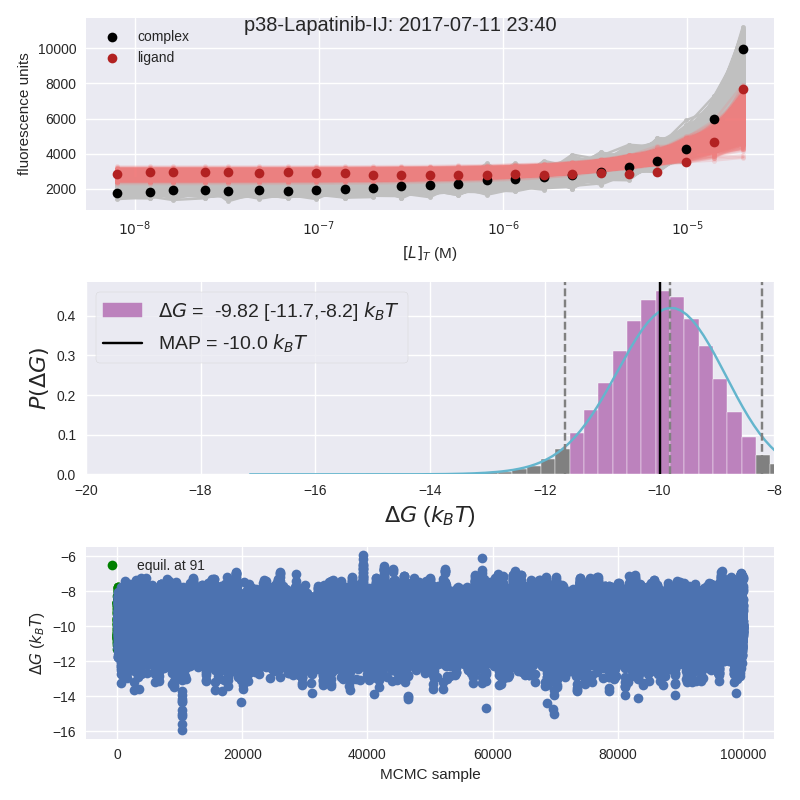 p38-Lapatinib-IJ: 2017-07-11 23:40
complex
ligand
fluorescence units
10000
8000
6000
4000
2000
10⁻⁸ 10⁻⁷ 10⁻⁶ 10⁻⁵
[L]_T (M)
ΔG = -9.82 [-11.7,-8.2] k_BT
MAP = -10.0 k_BT
P(ΔG)
0.4
0.3
0.2
0.1
0.0
−20 −18 −16 −14 −12 −10 −8
ΔG (k_BT)
equil. at 91
ΔG (k_BT)
−6
−8
−10
−12
−14
−16
0 20000 40000 60000 80000 100000
MCMC sample